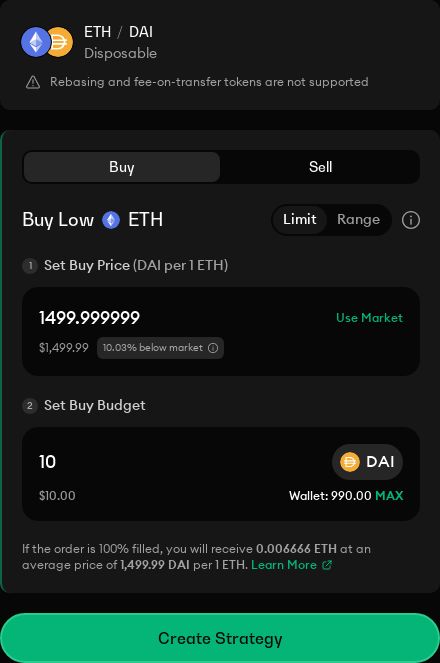 ETH / DAI
Disposable
Rebasing and fee-on-transfer tokens are not supported
Buy Sell
Buy Low ETH Limit Range
1 Set Buy Price (DAI per 1 ETH)
1499.999999 Use Market
$1,499.99 10.03% below market
2 Set Buy Budget
10 DAI
$10.00 Wallet: 990.00 MAX
If the order is 100% filled, you will receive 0.006666 ETH at an
average price of 1,499.99 DAI per 1 ETH. Learn More
Create Strategy